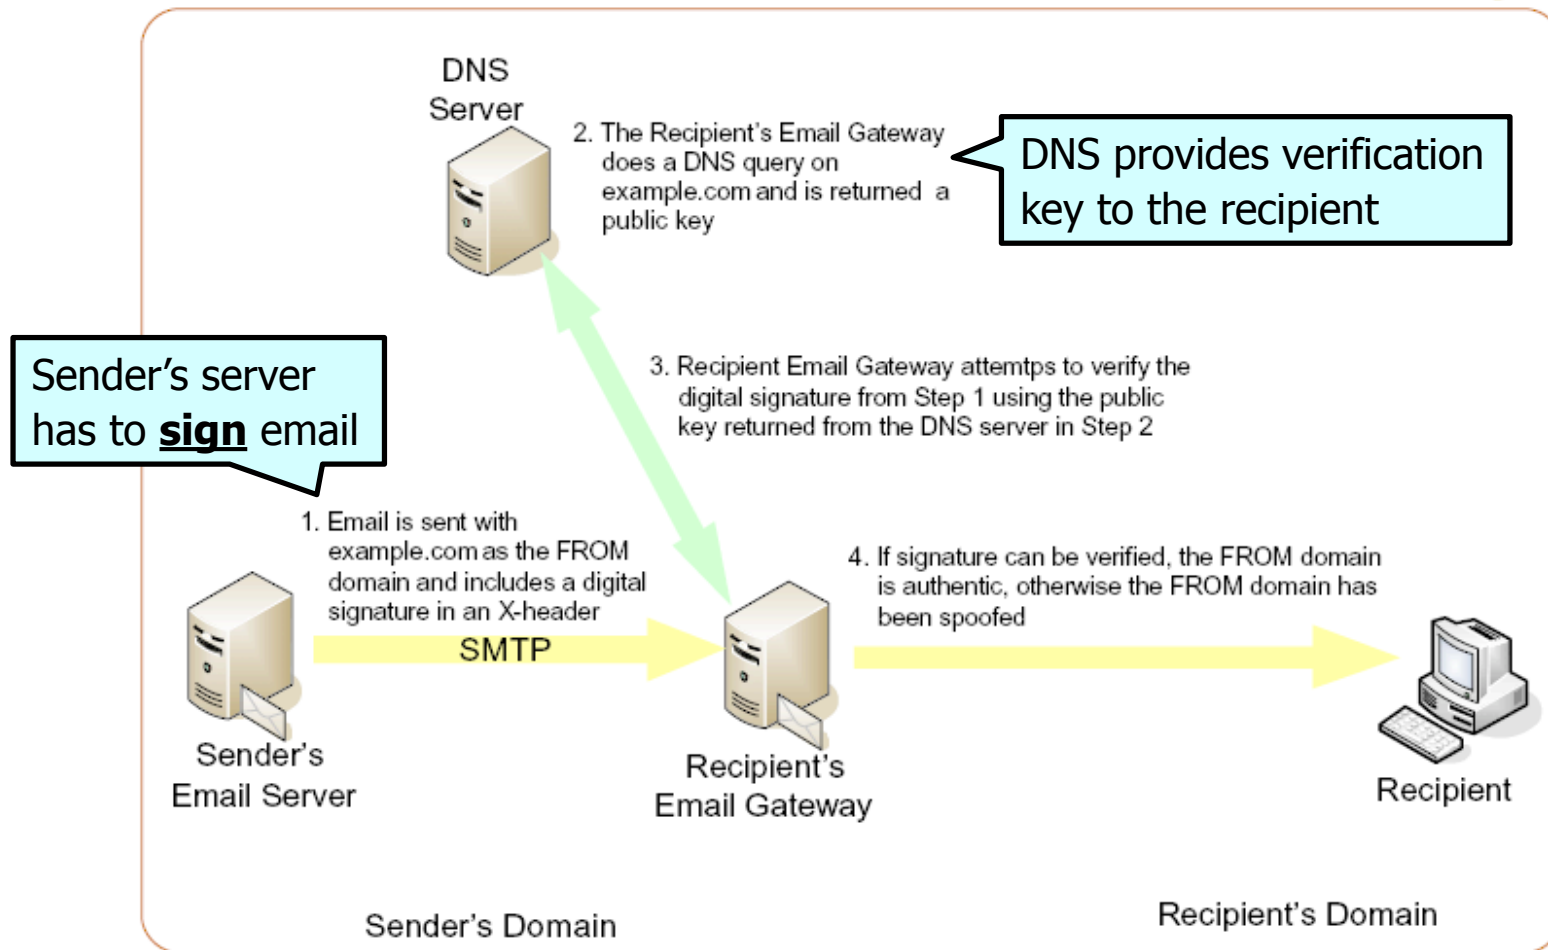 DNS
Server
2. The Recipient's Email Gateway
does a DNS query on
example.com and is returned a
public key
DNS provides verification
key to the recipient
Sender's server
has to sign email
3. Recipient Email Gateway attemtps to verify the
digital signature from Step 1 using the public
key returned from the DNS server in Step 2
1. Email is sent with
example.com as the FROM
domain and includes a digital
signature in an X-header
SMTP
4. If signature can be verified, the FROM domain
is authentic, otherwise the FROM domain has
been spoofed
Sender's
Email Server
Recipient's
Email Gateway
Recipient
Sender's Domain
Recipient's Domain